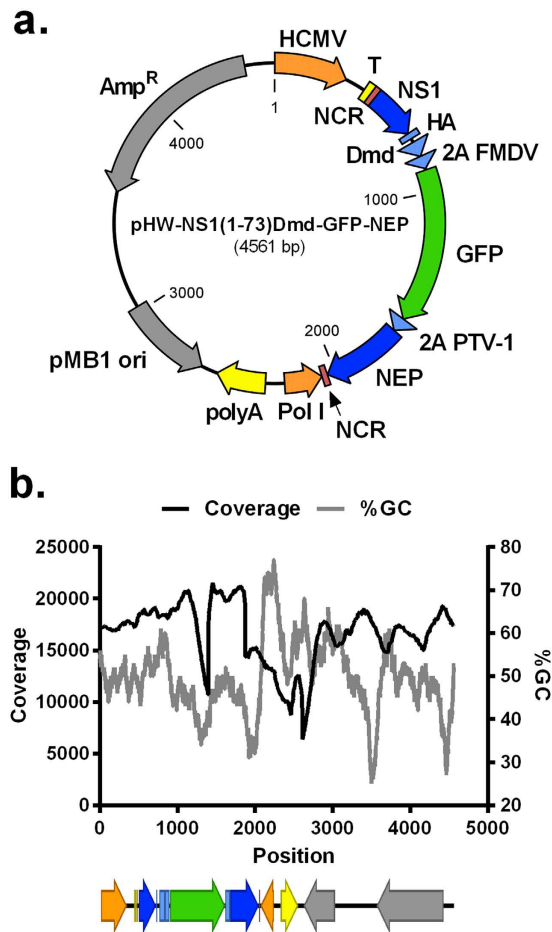 a.
HCMV
T
Amp^R
NCR
NS1
1
HA
4000
Dmd
2A FMDV
1000
pHW-NS1(1-73)Dmd-GFP-NEP
(4561 bp)
GFP
3000
2000
2A PTV-1
pMB1 ori
NEP
polyA
Pol I
NCR
b.
Coverage
%GC
25000
80
20000
70
15000
60
10000
50
5000
40
0
30
20
Coverage
%GC
0
1000
2000
3000
4000
5000
Position